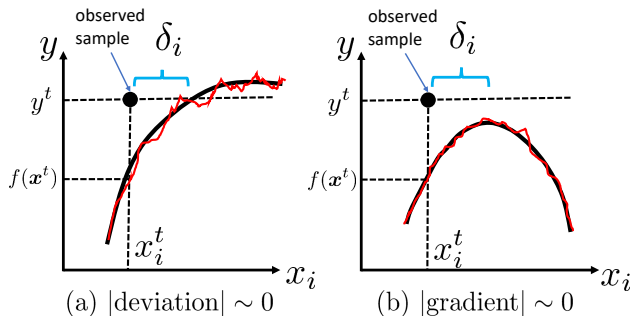 observed
sample
δ_i
y
y^t
f(x^t)
x_i^t
x_i
(a) |deviation| ∼ 0
observed
sample
δ_i
y
y^t
f(x^t)
x_i^t
x_i
(b) |gradient| ∼ 0